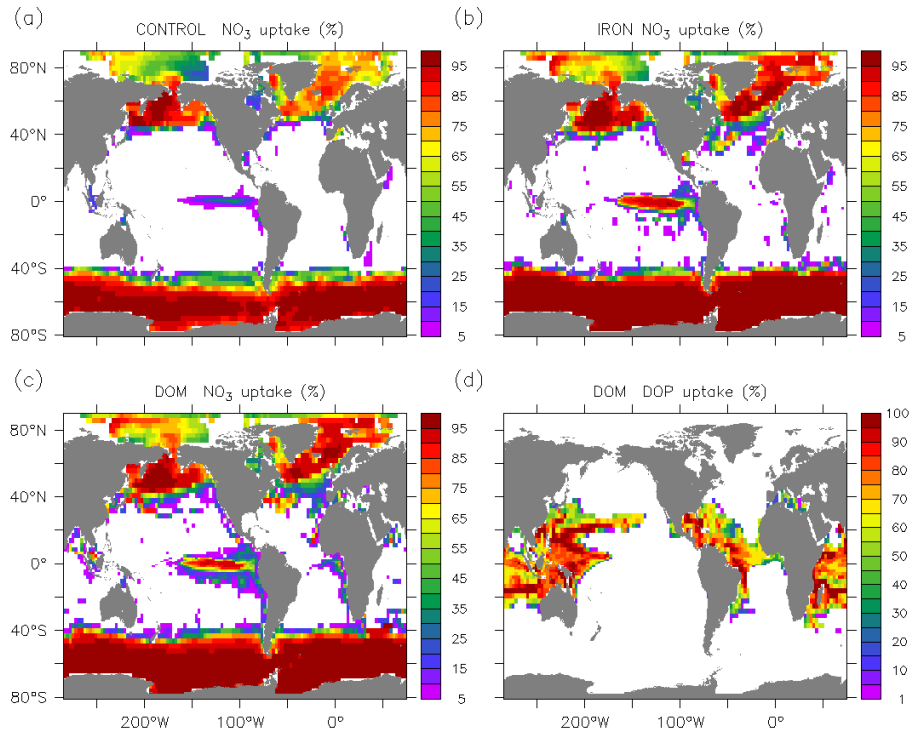 (a)
CONTROL NO₃ uptake (%)
80°N
40°N
0°
40°S
80°S
95
85
75
65
55
45
35
25
15
5
(b)
IRON NO₃ uptake (%)
95
85
75
65
55
45
35
25
15
5
(c)
DOM NO₃ uptake (%)
80°N
40°N
0°
40°S
80°S
200°W
100°W
0°
95
85
75
65
55
45
35
25
15
5
(d)
DOM DOP uptake (%)
200°W
100°W
0°
100
90
80
70
60
50
40
30
20
10
1